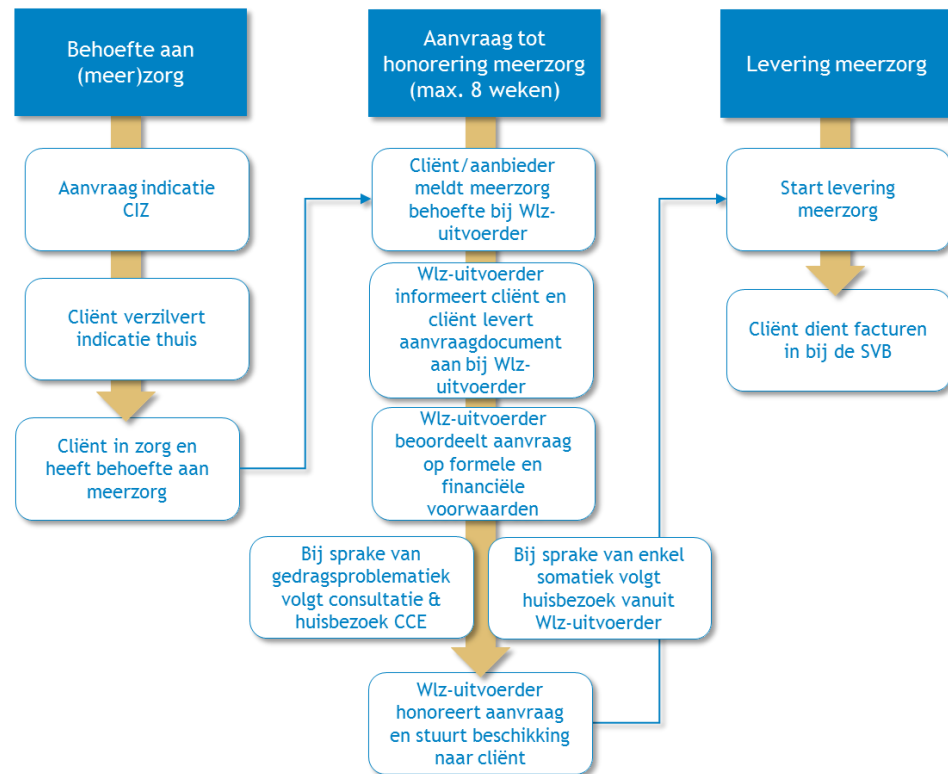 Behoefte aan
(meer)zorg
Aanvraag indicatie
CIZ
Cliënt verzilvert
indicatie thuis
Cliënt in zorg en
heeft behoefte aan
meerzorg
Aanvraag tot
honorering meerzorg
(max. 8 weken)
Cliënt/aanbieder
meldt meerzorg
behoefte bij Wlz-
uitvoerder
Wlz-uitvoerder
informeert cliënt en
cliënt levert
aanvraagdocument
aan bij Wlz-
uitvoerder
Wlz-uitvoerder
beoordeelt aanvraag
op formele en
financiële
voorwaarden
Bij sprake van
gedragsproblematiek
volgt consultatie &
huisbezoek CCE
Bij sprake van enkel
somatiek volgt
huisbezoek vanuit
Wlz-uitvoerder
Wlz-uitvoerder
honoreert aanvraag
en stuurt beschikking
naar cliënt
Levering meerzorg
Start levering
meerzorg
Cliënt dient facturen
in bij de SVB